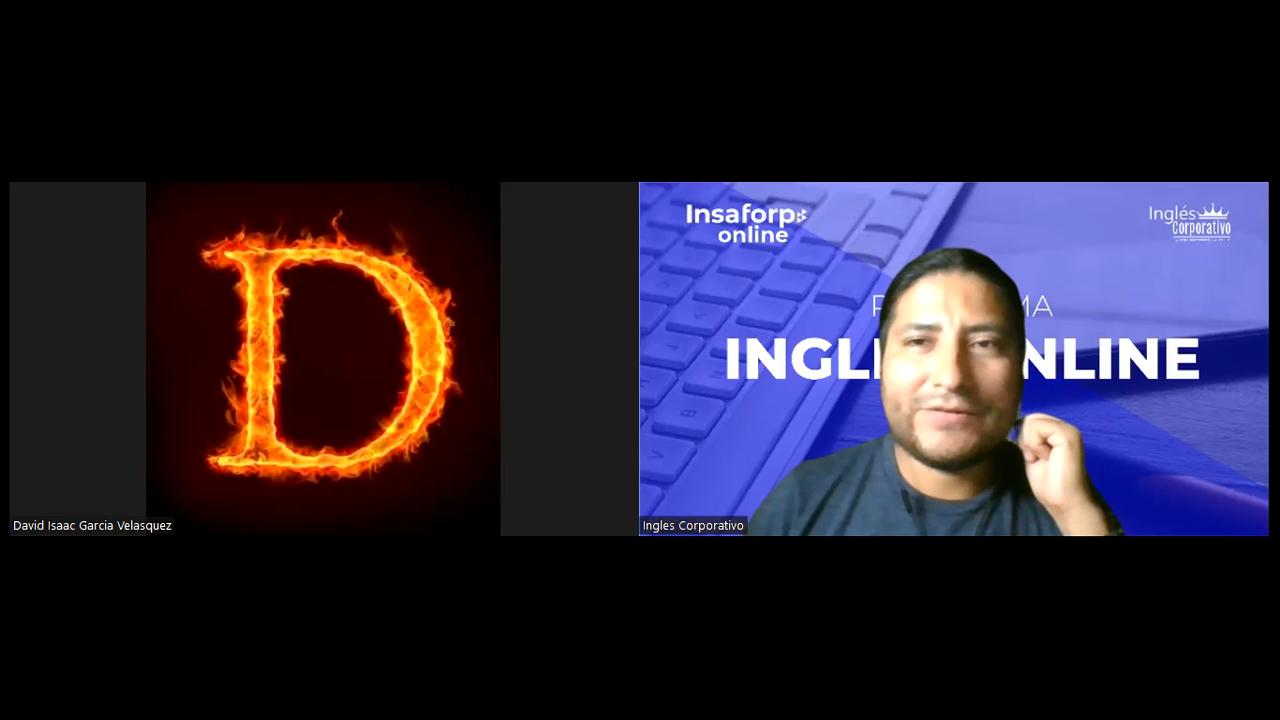 D
David Isaac Garcia Velasquez
Insaforp
online
Inglés
Corporativo
INGL NLINE
Ingles Corporativo